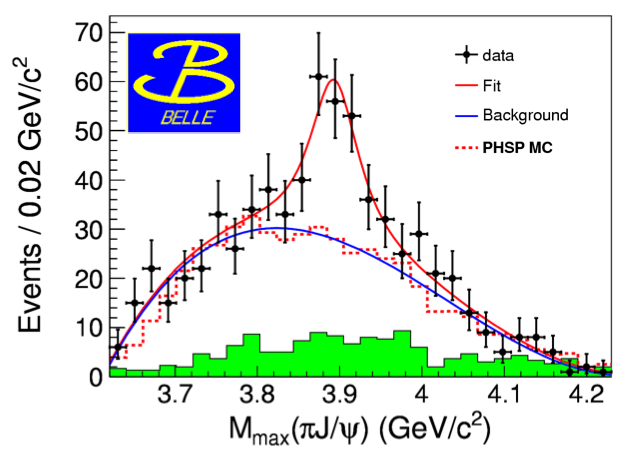 70
60
50
40
30
20
10
0
Events / 0.02 GeV/c²
BELLE
data
Fit
Background
PHSP MC
3.7 3.8 3.9 4 4.1 4.2
M_max(πJ/ψ) (GeV/c²)